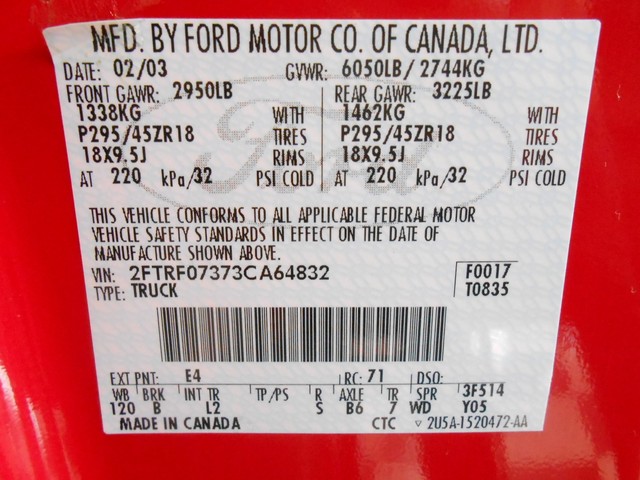 MFD. BY FORD MOTOR CO. OF CANADA, LTD.
DATE: 02/03 GVWR: 6050LB/2744KG
FRONT GAWR: 2950LB REAR GAWR: 3225LB
1338KG WITH 1462KG WITH
P295/45ZR18 TIRES P295/45ZR18 TIRES
18X9.5J RIMS 18X9.5J RIMS
AT 220 kPa/32 PSI COLD AT 220 kPa/32 PSI COLD
Ford
THIS VEHICLE CONFORMS TO ALL APPLICABLE FEDERAL MOTOR
VEHICLE SAFETY STANDARDS IN EFFECT ON THE DATE OF
MANUFACTURE SHOWN ABOVE.
VIN: 2FTRF07373CA64832 F0017
TYPE: TRUCK T0835
EXT PNT: E4 RC: 71 DSO:
WB BRK INT TR TP/PS R AXLE TR SPR 3F514
120 B L2 S B6 7 WD Y05
MADE IN CANADA CTC ▽ 2U5A-1520472-AA